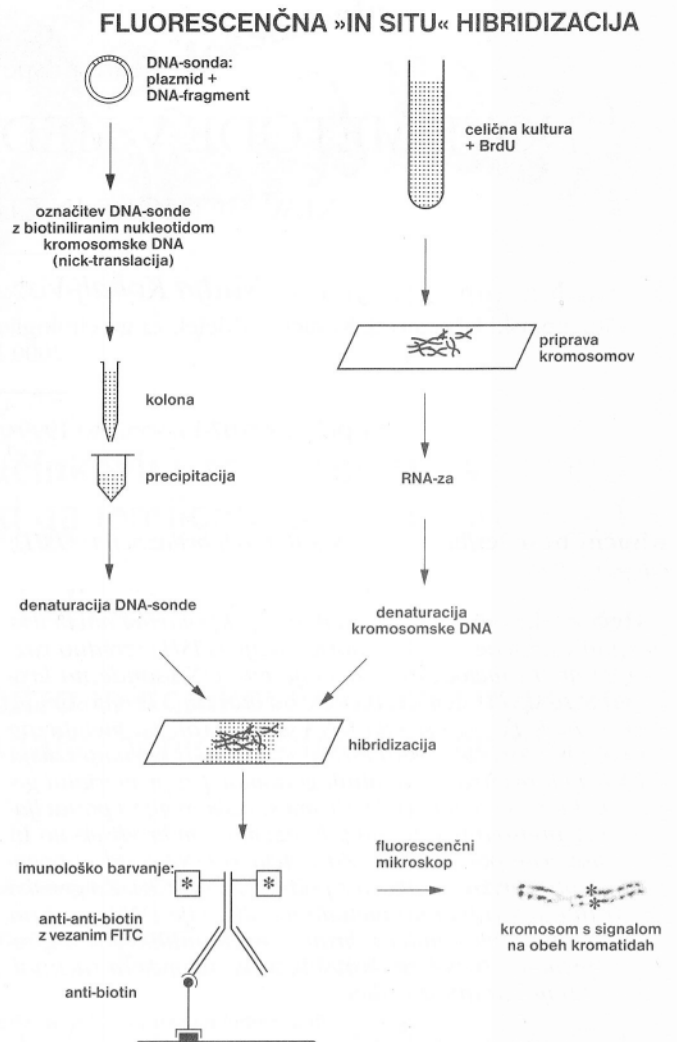 FLUORESCENČNA »IN SITU« HIBRIDIZACIJA
DNA-sonda:
plazmid +
DNA-fragment
celična kultura
+ BrdU
označitev DNA-sonde
z biotiniliranim nukleotidom
kromosomske DNA
(nick-translacija)
priprava
kromosomov
kolona
precipitacija
RNA-za
denaturacija DNA-sonde
denaturacija
kromosomske DNA
hibridizacija
imunološko barvanje:
fluorescenčni
mikroskop
anti-anti-biotin
z vezanim FITC
kromosom s signalom
na obeh kromatidah
anti-biotin